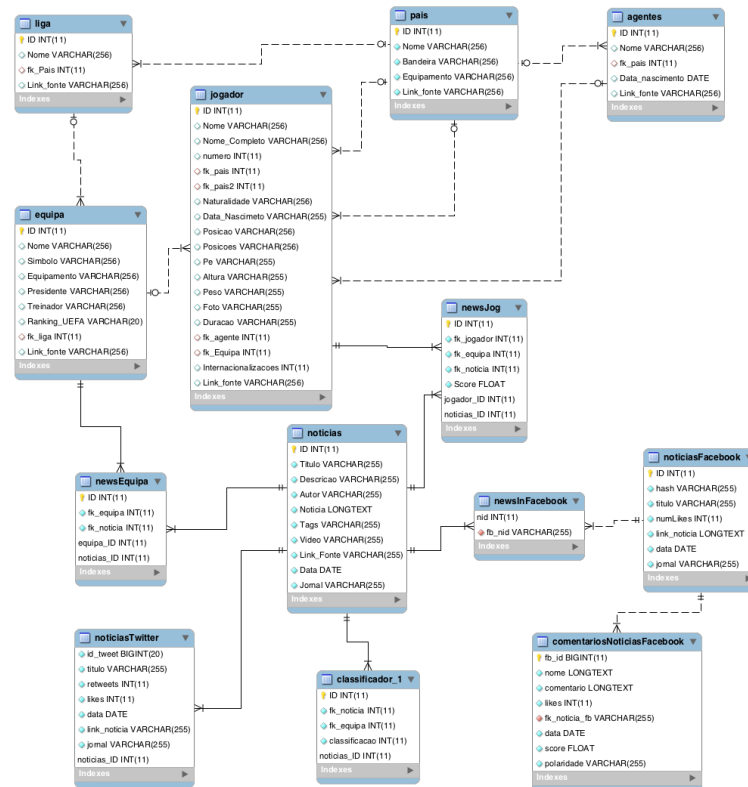 liga
ID INT(11)
Nome VARCHAR(256)
fk_Pais INT(11)
Link_fonte VARCHAR(256)
Indexes
pais
ID INT(11)
Nome VARCHAR(256)
Bandeira VARCHAR(256)
Equipamento VARCHAR(256)
Link_fonte VARCHAR(256)
Indexes
agentes
ID INT(11)
Nome VARCHAR(256)
fk_pais INT(11)
Data_nascimento DATE
Link_fonte VARCHAR(256)
Indexes
jogador
ID INT(11)
Nome VARCHAR(256)
Nome_Completo VARCHAR(256)
numero INT(11)
fk_pais INT(11)
fk_pais2 INT(11)
Naturalidade VARCHAR(256)
Data_Nascimeto VARCHAR(255)
Posicao VARCHAR(256)
Posicoes VARCHAR(256)
Pe VARCHAR(255)
Altura VARCHAR(255)
Peso VARCHAR(255)
Foto VARCHAR(255)
Duracao VARCHAR(255)
fk_agente INT(11)
fk_Equipa INT(11)
Internacionalizacoes INT(11)
Link_fonte VARCHAR(256)
Indexes
equipa
ID INT(11)
Nome VARCHAR(256)
Simbolo VARCHAR(256)
Equipamento VARCHAR(256)
Presidente VARCHAR(256)
Treinador VARCHAR(256)
Ranking_UEFA VARCHAR(20)
fk_liga INT(11)
Link_fonte VARCHAR(256)
Indexes
newsJog
ID INT(11)
fk_jogador INT(11)
fk_equipa INT(11)
fk_noticia INT(11)
Score FLOAT
jogador_ID INT(11)
noticias_ID INT(11)
Indexes
noticias
ID INT(11)
Titulo VARCHAR(255)
Descricao VARCHAR(255)
Autor VARCHAR(255)
Noticia LONGTEXT
Tags VARCHAR(255)
Video VARCHAR(255)
Link_Fonte VARCHAR(255)
Data DATE
Jornal VARCHAR(255)
Indexes
newsEquipa
ID INT(11)
fk_equipa INT(11)
fk_noticia INT(11)
equipa_ID INT(11)
noticias_ID INT(11)
Indexes
newsInFacebook
nid INT(11)
fb_nid VARCHAR(255)
Indexes
noticiasFacebook
ID INT(11)
hash VARCHAR(255)
titulo VARCHAR(255)
numLikes INT(11)
link_noticia LONGTEXT
data DATE
jornal VARCHAR(255)
Indexes
noticiasTwitter
id_tweet BIGINT(20)
titulo VARCHAR(255)
retweets INT(11)
likes INT(11)
data DATE
link_noticia VARCHAR(255)
jornal VARCHAR(255)
noticias_ID INT(11)
Indexes
classificador_1
ID INT(11)
fk_noticia INT(11)
fk_equipa INT(11)
classificacao INT(11)
noticias_ID INT(11)
Indexes
comentariosNoticiasFacebook
fb_id BIGINT(11)
nome LONGTEXT
comentario LONGTEXT
likes INT(11)
fk_noticia_fb VARCHAR(255)
data DATE
score FLOAT
polaridade VARCHAR(255)
Indexes